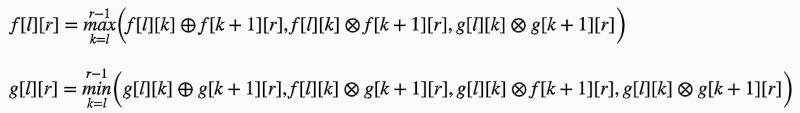 f[l][r] = max_{k=l}^{r−1}(f[l][k] ⊕ f[k + 1][r], f[l][k] ⊗ f[k + 1][r], g[l][k] ⊗ g[k + 1][r])
g[l][r] = min_{k=l}^{r−1}(g[l][k] ⊕ g[k + 1][r], f[l][k] ⊗ g[k + 1][r], g[l][k] ⊗ f[k + 1][r], g[l][k] ⊗ g[k + 1][r])